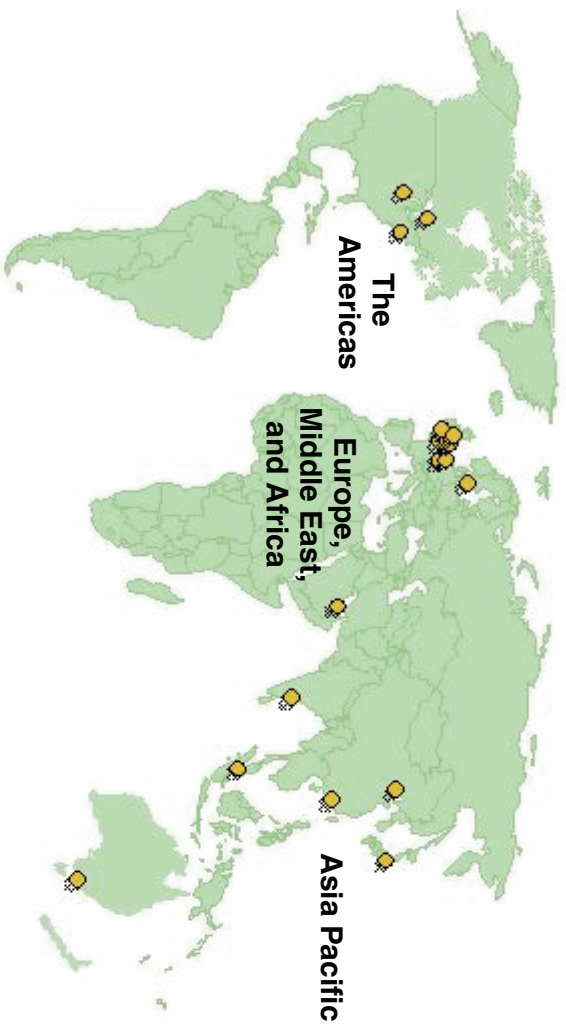 The
Americas
Europe,
Middle East,
and Africa
Asia Pacific